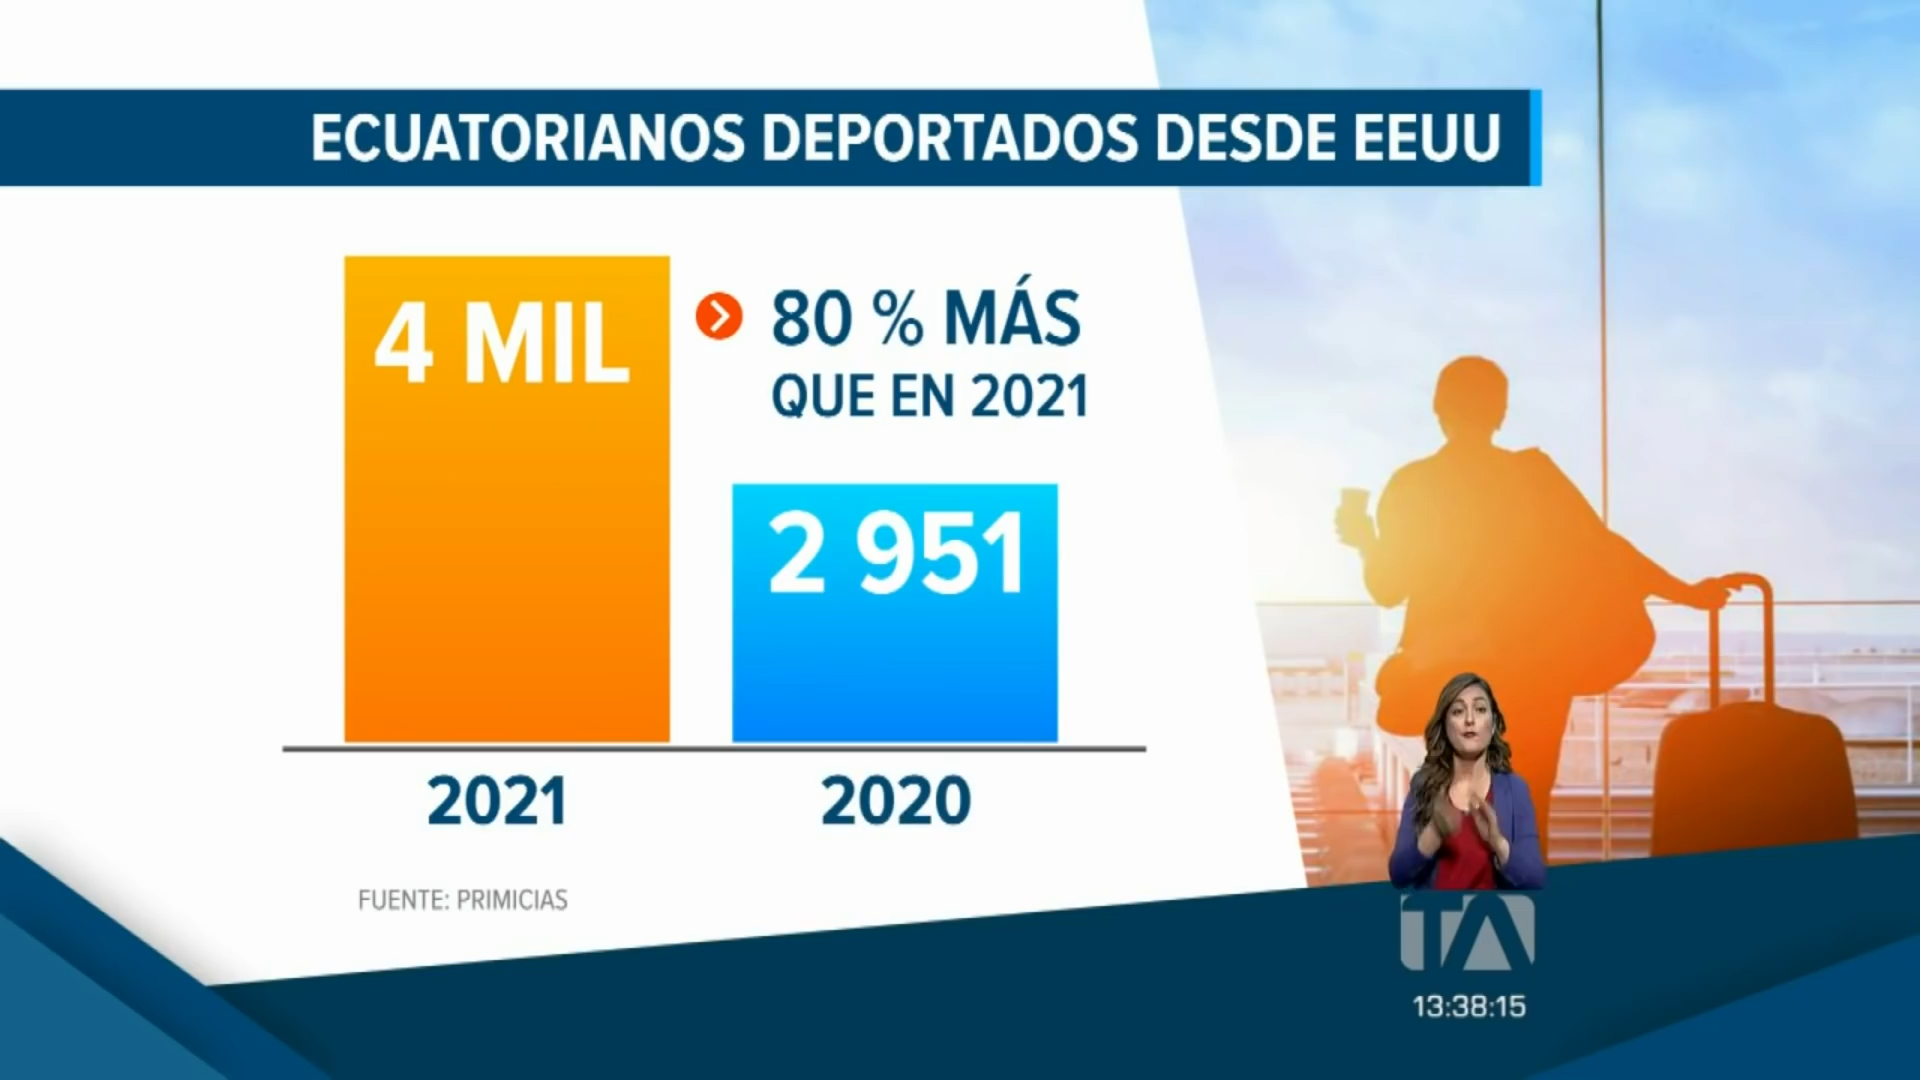 ECUATORIANOS DEPORTADOS DESDE EEUU
4 MIL
80 % MÁS
QUE EN 2021
2 951
2021
2020
FUENTE: PRIMICIAS
TA
13:38:15